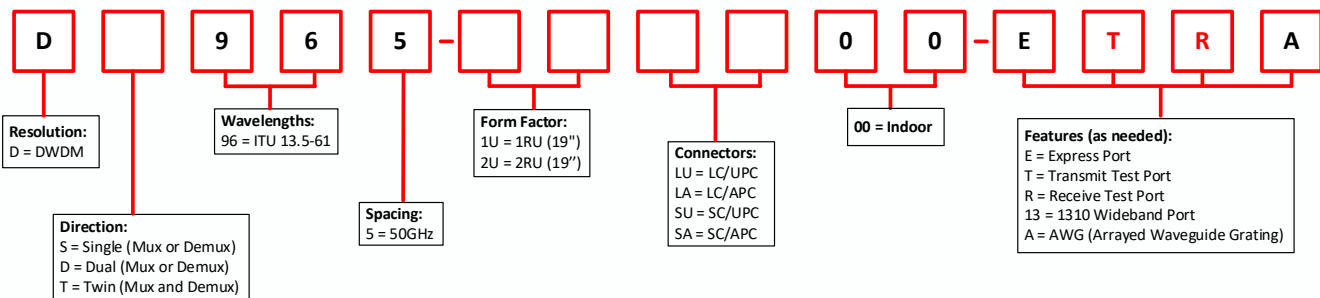 D 9 6 5 - 0 0 - E T R A
Resolution:
D = DWDM
Wavelengths:
96 = ITU 13.5-61
Form Factor:
1U = 1RU (19")
2U = 2RU (19’’)
00 = Indoor
Features (as needed):
E = Express Port
T = Transmit Test Port
R = Receive Test Port
13 = 1310 Wideband Port
A = AWG (Arrayed Waveguide Grating)
Connectors:
LU = LC/UPC
LA = LC/APC
SU = SC/UPC
SA = SC/APC
Spacing:
5 = 50GHz
Direction:
S = Single (Mux or Demux)
D = Dual (Mux or Demux)
T = Twin (Mux and Demux)